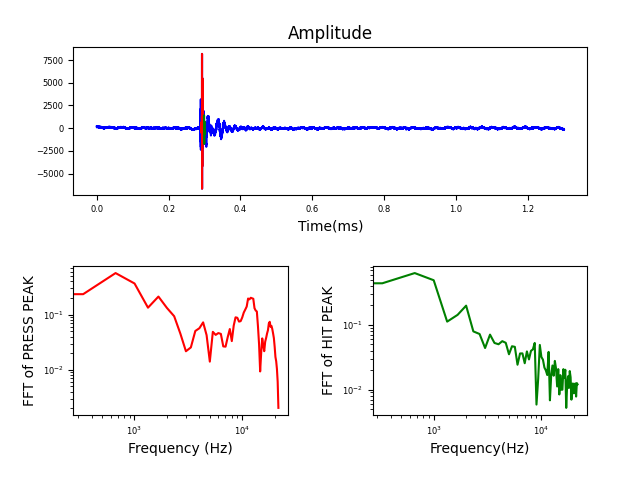 Amplitude
7500
5000
2500
0
−2500
−5000
0.0 0.2 0.4 0.6 0.8 1.0 1.2
Time(ms)
FFT of PRESS PEAK
10⁻¹
10⁻²
10³ 10⁴
Frequency (Hz)
FFT of HIT PEAK
10⁻¹
10⁻²
10³ 10⁴
Frequency(Hz)